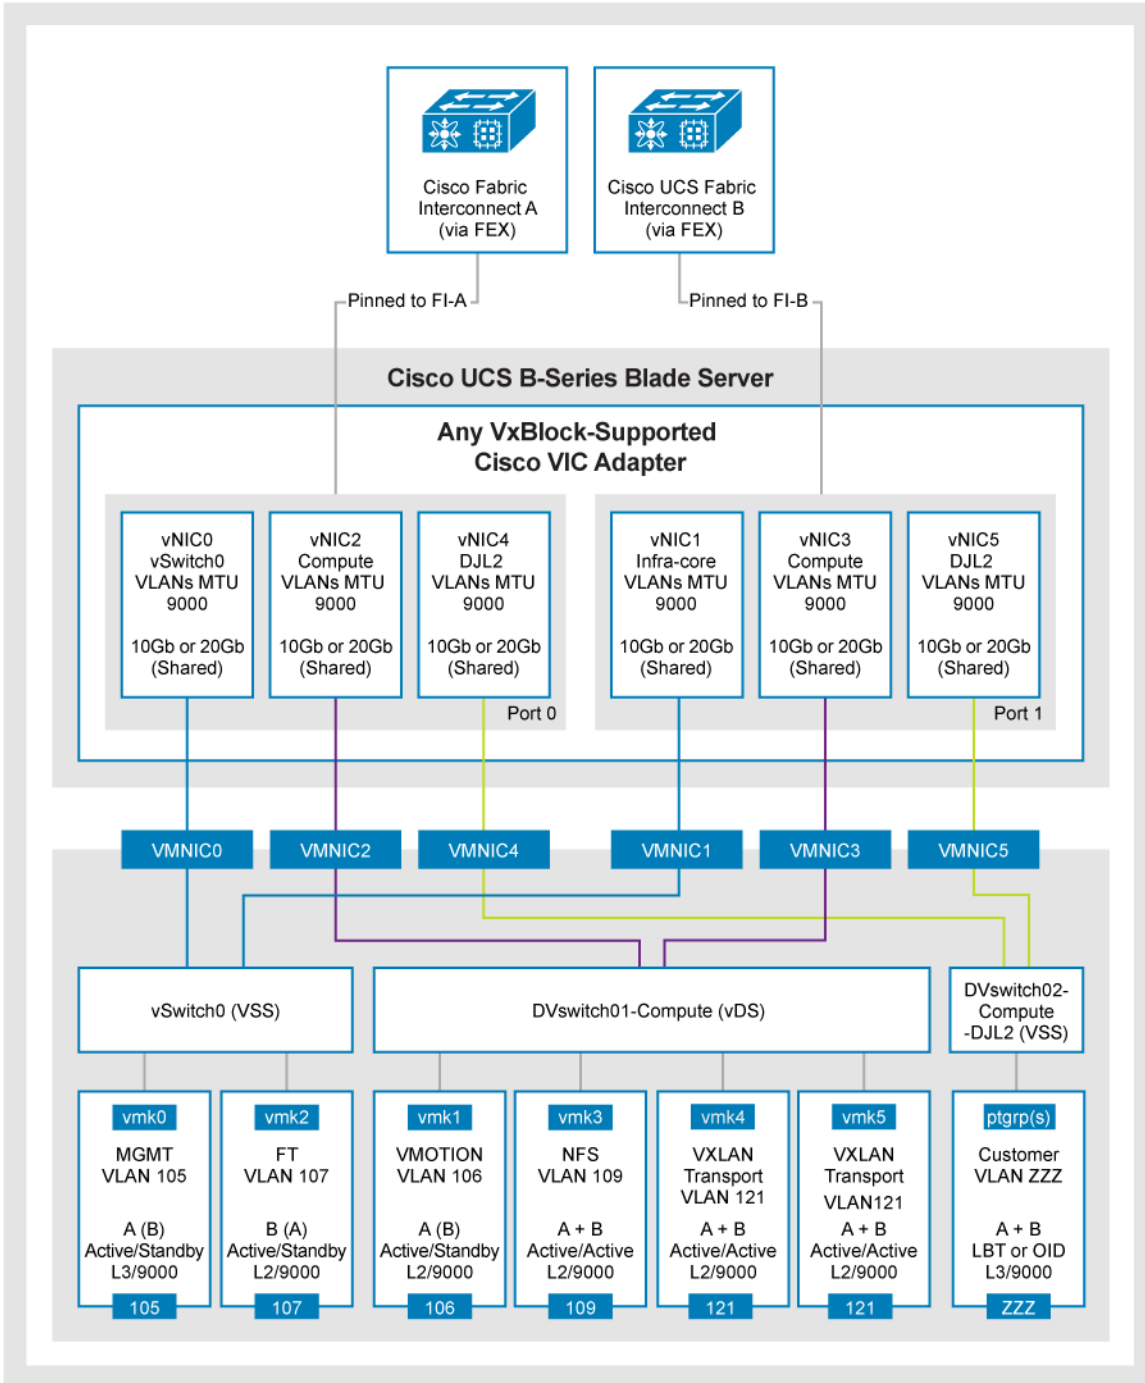 Cisco Fabric
Interconnect A
(via FEX)
Cisco UCS Fabric
Interconnect B
(via FEX)
Pinned to FI-A
Pinned to FI-B
Cisco UCS B-Series Blade Server
Any VxBlock-Supported
Cisco VIC Adapter
vNIC0
vSwitch0
VLANs MTU
9000
10Gb or 20Gb
(Shared)
vNIC2
Compute
VLANs MTU
9000
10Gb or 20Gb
(Shared)
vNIC4
DJL2
VLANs MTU
9000
10Gb or 20Gb
(Shared)
Port 0
vNIC1
Infra-core
VLANs MTU
9000
10Gb or 20Gb
(Shared)
vNIC3
Compute
VLANs MTU
9000
10Gb or 20Gb
(Shared)
vNIC5
DJL2
VLANs MTU
9000
10Gb or 20Gb
(Shared)
Port 1
VMNIC0
VMNIC2
VMNIC4
VMNIC1
VMNIC3
VMNIC5
vSwitch0 (VSS)
DVswitch01-Compute (vDS)
DVswitch02-
Compute
-DJL2 (VSS)
vmk0
MGMT
VLAN 105
A (B)
Active/Standby
L3/9000
105
vmk2
FT
VLAN 107
B (A)
Active/Standby
L2/9000
107
vmk1
VMOTION
VLAN 106
A (B)
Active/Standby
L2/9000
106
vmk3
NFS
VLAN 109
A + B
Active/Active
L2/9000
109
vmk4
VXLAN
Transport
VLAN 121
A + B
Active/Active
L2/9000
121
vmk5
VXLAN
Transport
VLAN121
A + B
Active/Active
L2/9000
121
ptgrp(s)
Customer
VLAN ZZZ
A + B
LBT or OID
L3/9000
ZZZ